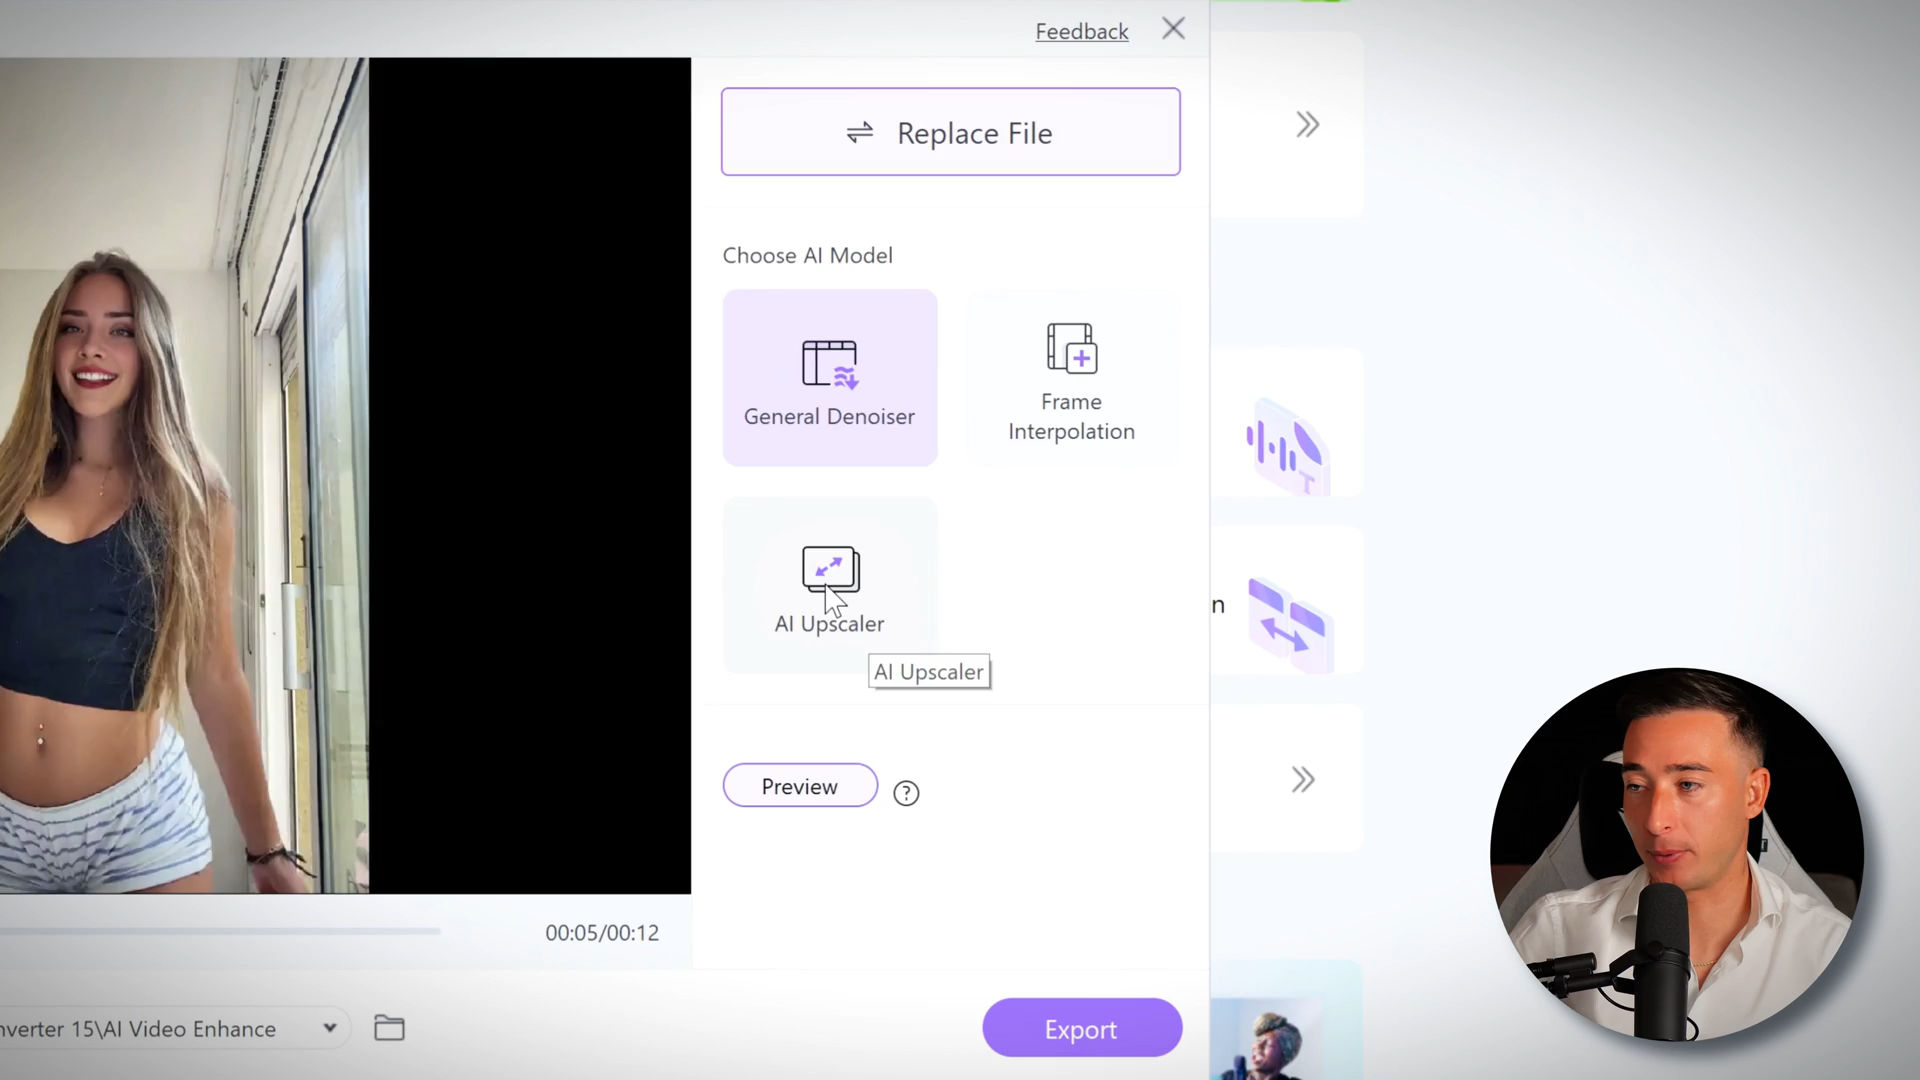 Feedback
Replace File
Choose AI Model
General Denoiser
Frame
Interpolation
AI Upscaler
AI Upscaler
n
Preview
?
00:05/00:12
nverter 15\AI Video Enhance
Export